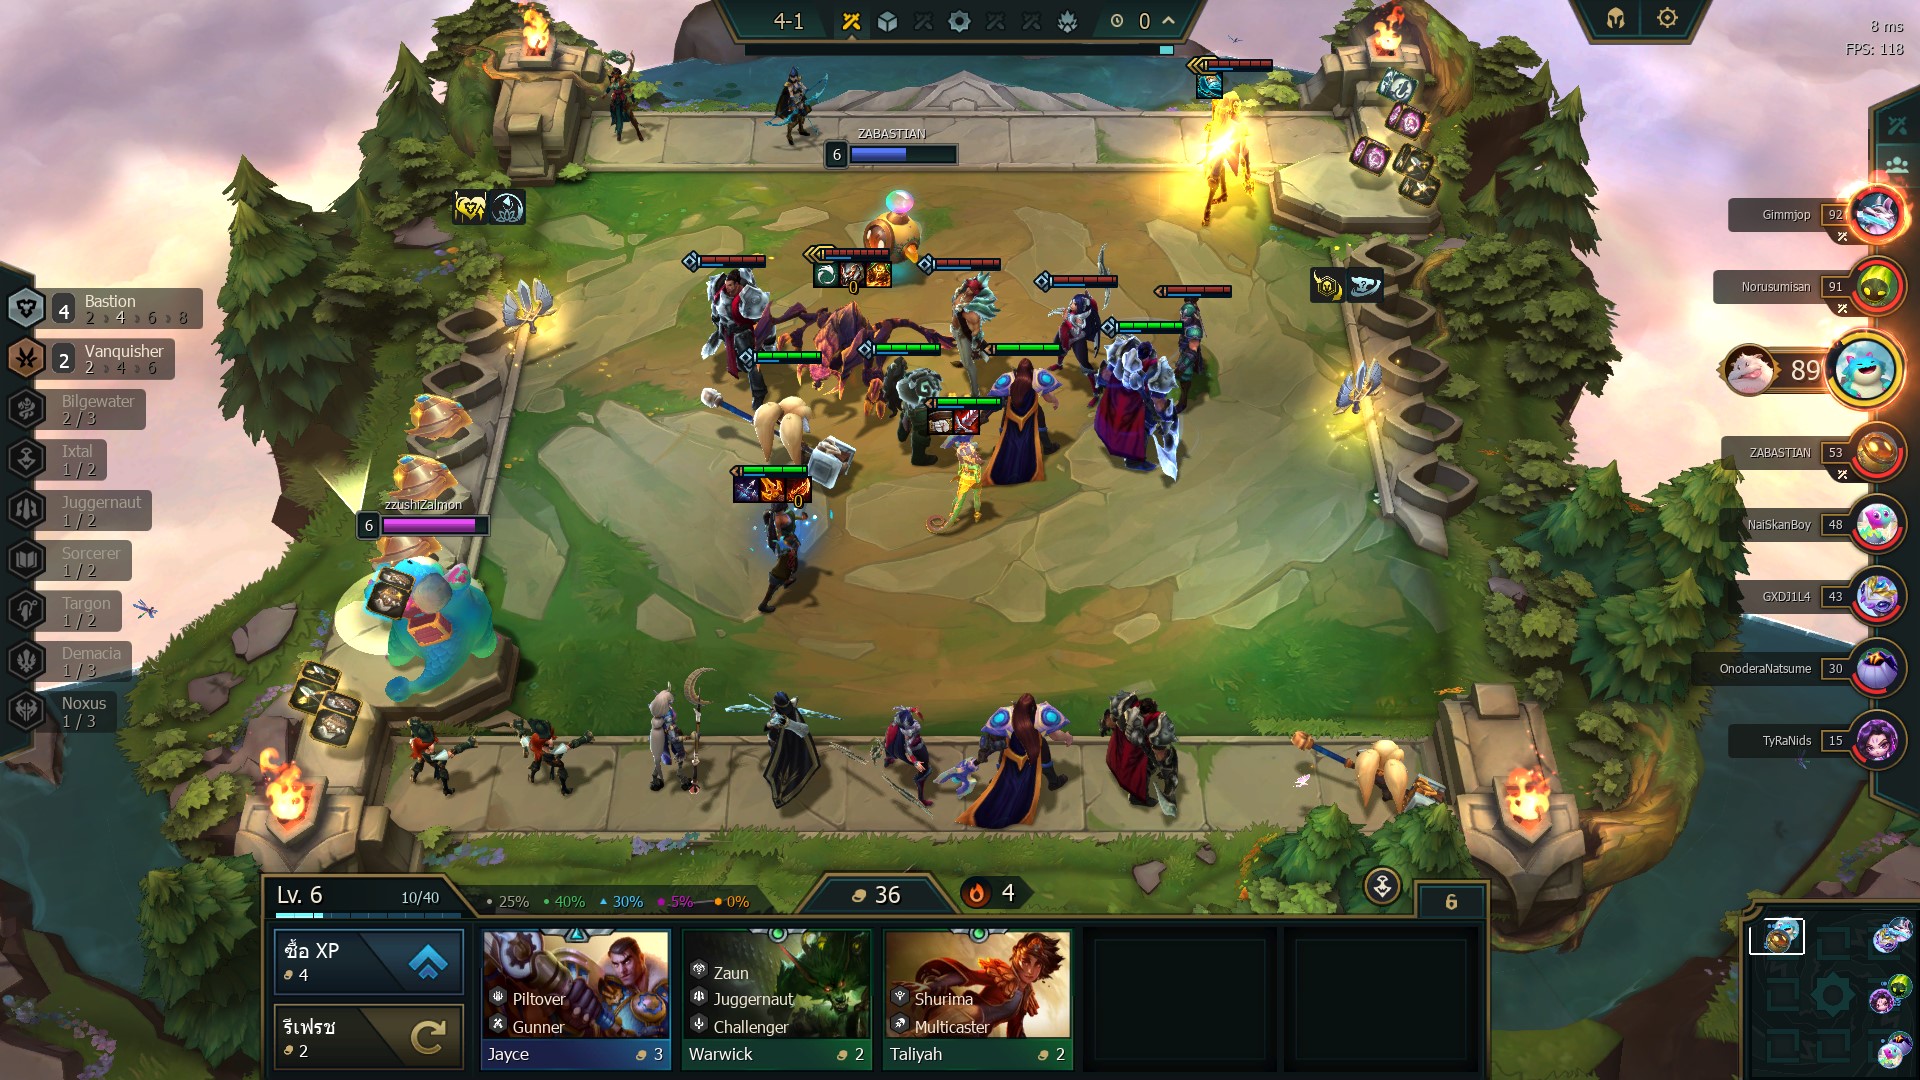 4-1
0
8 ms
FPS: 118
ZABASTIAN
6
Gimmjop 92
Norusumisan 91
89
ZABASTIAN 53
NaiSkanBoy 48
GXDJ1L4 43
OnoderaNatsume 30
TyRaNids 15
4 Bastion
2 › 4 › 6 › 8
2 Vanquisher
2 › 4 › 6
Bilgewater
2 / 3
Ixtal
1 / 2
Juggernaut
1 / 2
Sorcerer
1 / 2
Targon
1 / 2
Demacia
1 / 3
Noxus
1 / 3
0
0
zzushiZalmon
6
Lv. 6
10/40
25% 40% 30% 5% 0%
36
4
6
ซื้อ XP
4
รีเฟรช
2
Piltover
Gunner
Jayce 3
Zaun
Juggernaut
Challenger
Warwick 2
Shurima
Multicaster
Taliyah 2